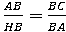 AB/HB = BC/BA